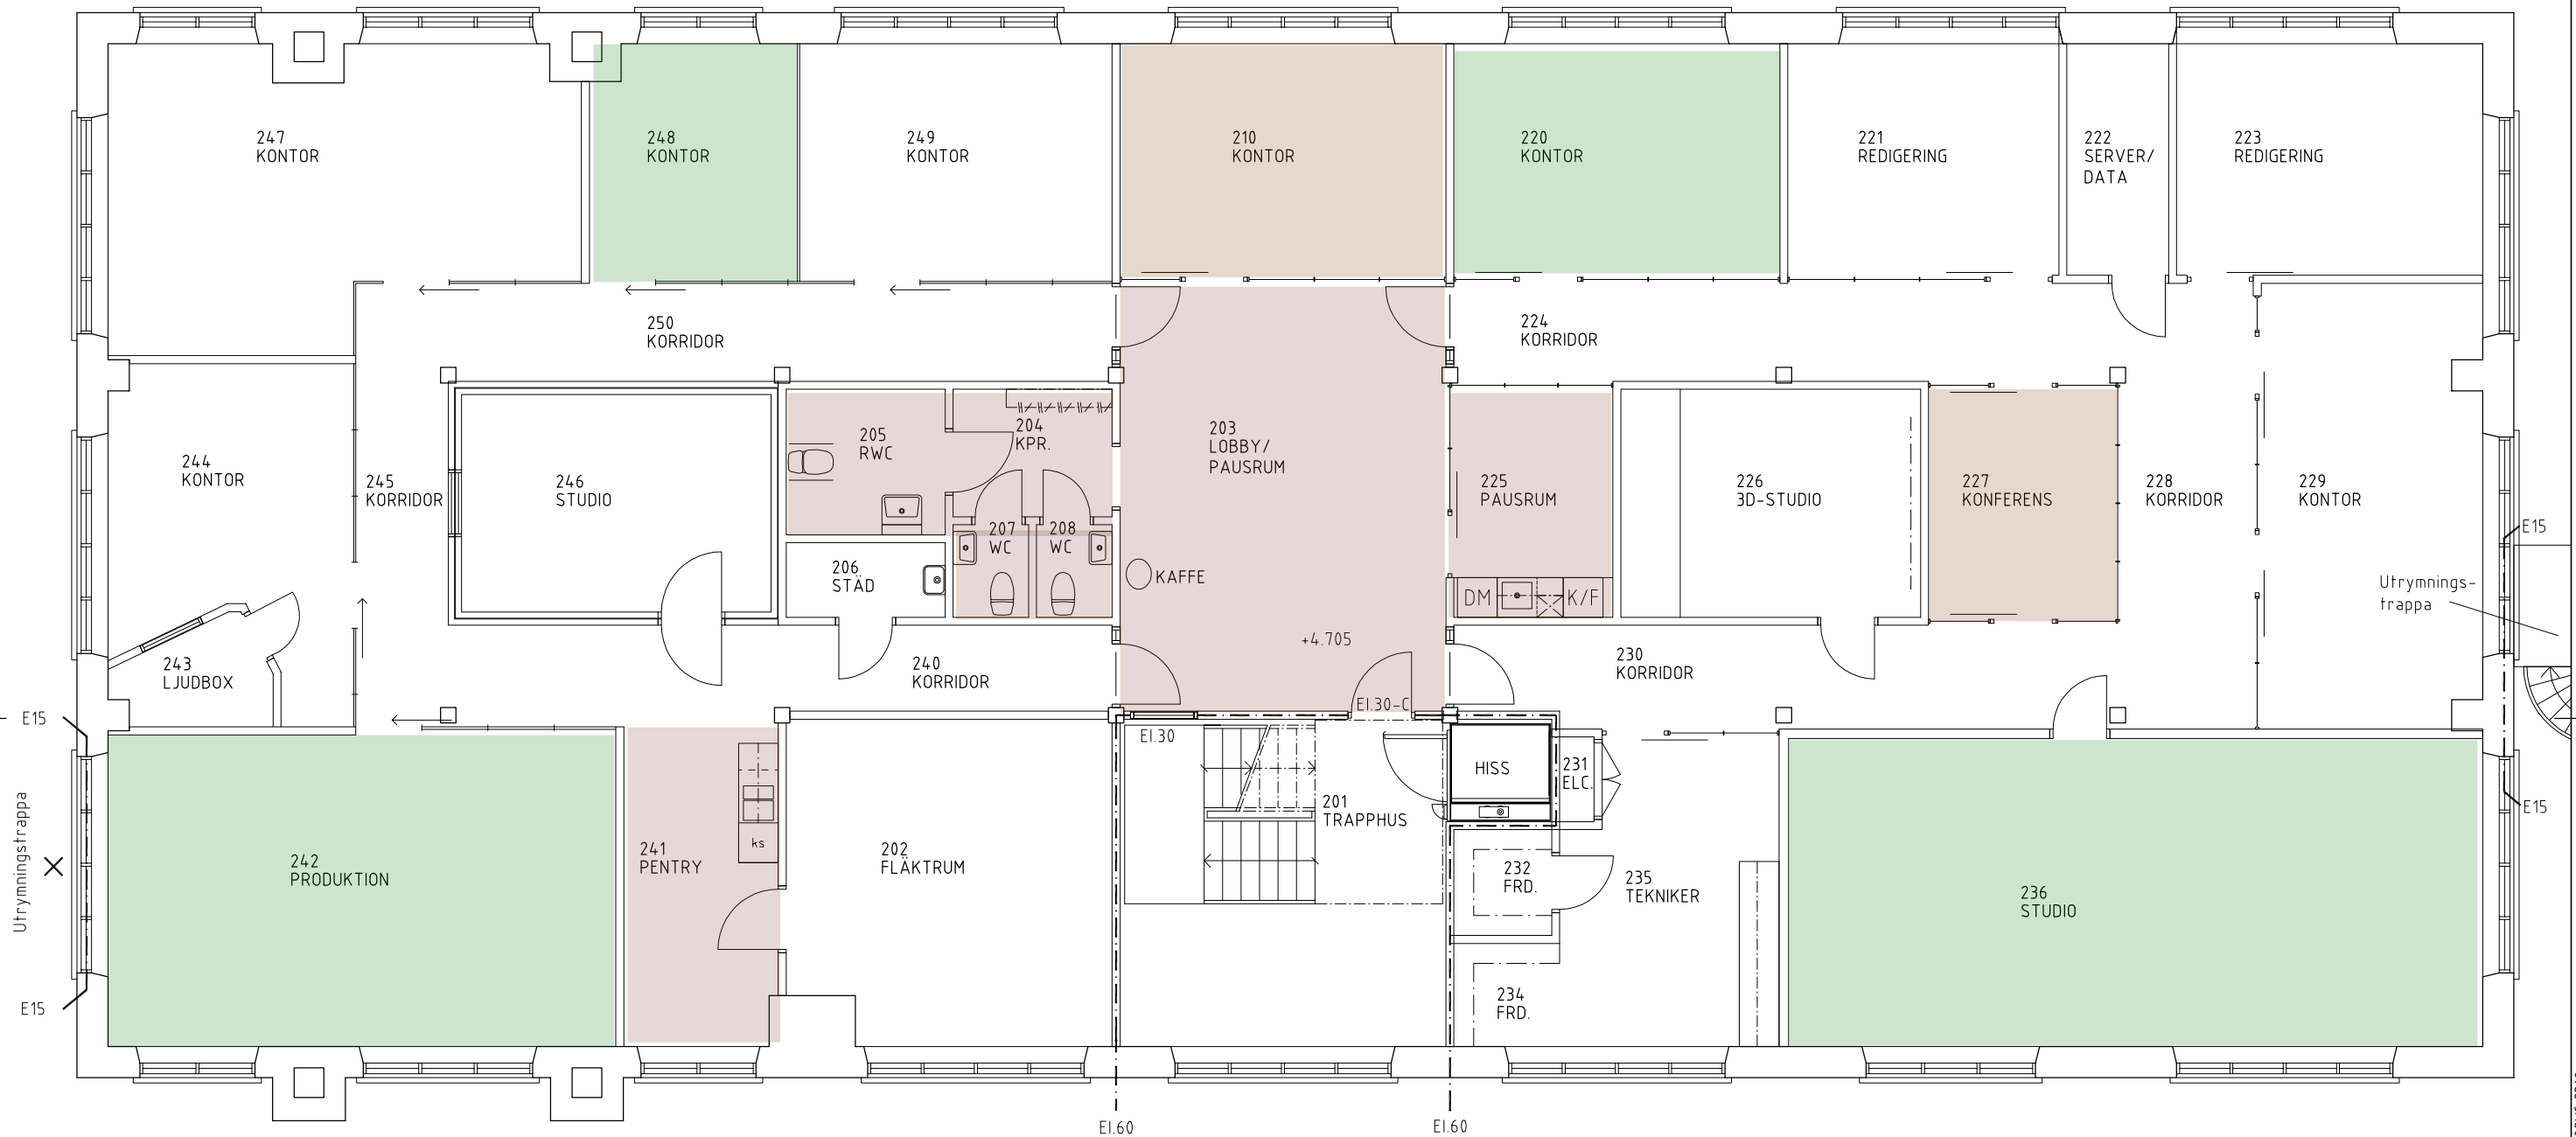 247
KONTOR
248
KONTOR
249
KONTOR
210
KONTOR
220
KONTOR
221
REDIGERING
222
SERVER/
DATA
223
REDIGERING
250
KORRIDOR
224
KORRIDOR
244
KONTOR
245
KORRIDOR
246
STUDIO
205
RWC
204
KPR.
203
LOBBY/
PAUSRUM
225
PAUSRUM
226
3D-STUDIO
227
KONFERENS
228
KORRIDOR
229
KONTOR
E15
207
WC
208
WC
206
STÄD
KAFFE
DM
K/F
Utrymnings-
trappa
+4.705
243
LJUDBOX
240
KORRIDOR
230
KORRIDOR
E15
EI.30-C
EI.30
HISS
231
ELC.
201
TRAPPHUS
E15
Utrymningstrappa
242
PRODUKTION
241
PENTRY
ks
202
FLÄKTRUM
232
FRD.
235
TEKNIKER
236
STUDIO
234
FRD.
E15
EI.60
EI.60